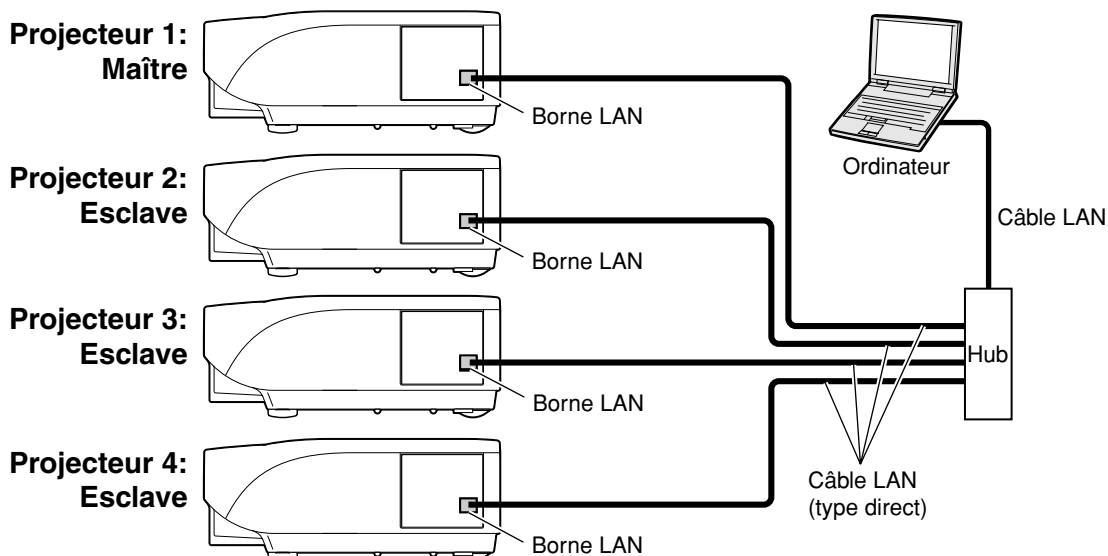 Projecteur 1:
Maître
Borne LAN
Ordinateur
Projecteur 2:
Esclave
Borne LAN
Câble LAN
Projecteur 3:
Esclave
Borne LAN
Hub
Projecteur 4:
Esclave
Borne LAN
Câble LAN
(type direct)